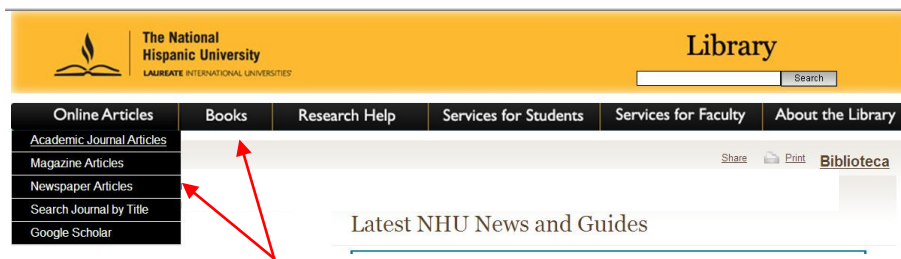 The National
Hispanic University
LAUREATE INTERNATIONAL UNIVERSITIES
Library
Search
Online Articles Books Research Help Services for Students Services for Faculty About the Library
Academic Journal Articles
Magazine Articles
Newspaper Articles
Search Journal by Title
Google Scholar
Share Print Biblioteca
Latest NHU News and Guides